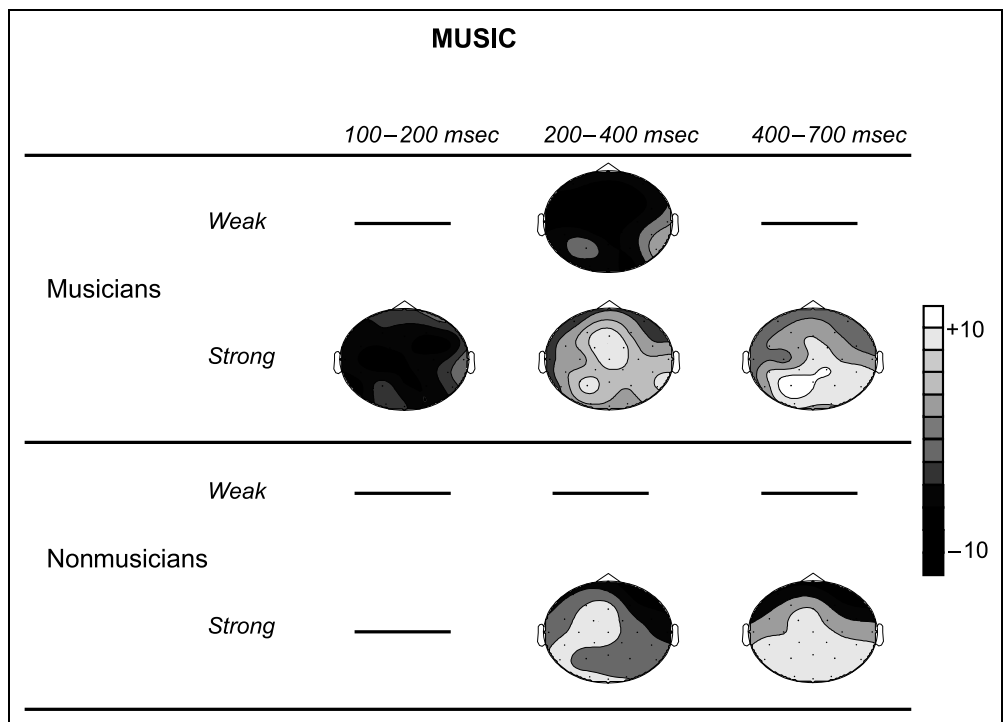 MUSIC
100–200 msec 200–400 msec 400–700 msec
Weak
Musicians
Strong
+10
Weak
–10
Nonmusicians
Strong